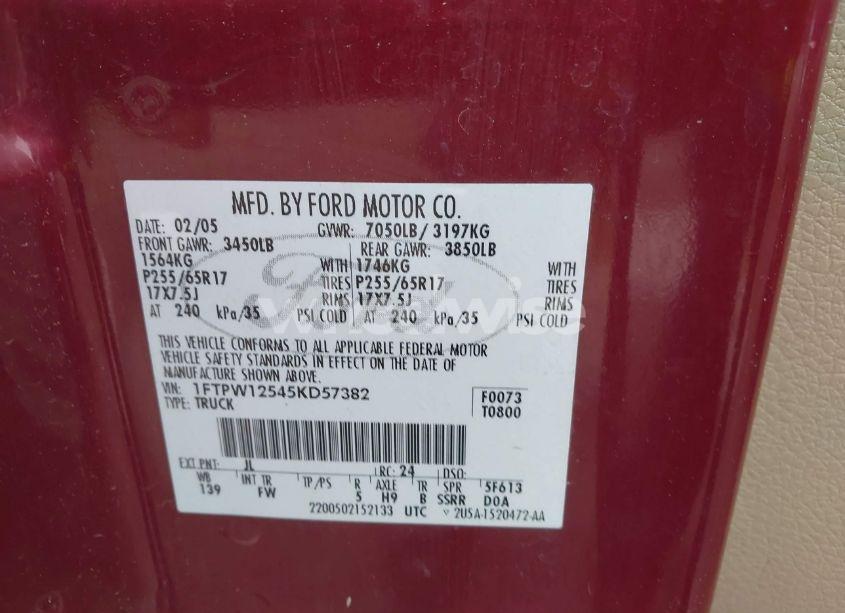 MFD. BY FORD MOTOR CO.
DATE: 02/05 GVWR: 7050LB/ 3197KG
FRONT GAWR: 3450LB REAR GAWR: 3850LB
1564KG WITH 1746KG WITH
P255/65R17 TIRES P255/65R17 TIRES
17X7.5J RIMS 17X7.5J RIMS
AT 240 kPa/35 PSI COLD AT 240 kPa/35 PSI COLD
THIS VEHICLE CONFORMS TO ALL APPLICABLE FEDERAL MOTOR
VEHICLE SAFETY STANDARDS IN EFFECT ON THE DATE OF
MANUFACTURE SHOWN ABOVE.
VIN: 1FTPW12545KD57382 F0073
TYPE: TRUCK T0800
EXT PNT: JL RC: 24 DSO:
WB INT TR TP/PS R AXLE TR SPR 5F613
139 FW 5 H9 B SSRR D0A
2200502152133 UTC 2U5A-1520472-AA